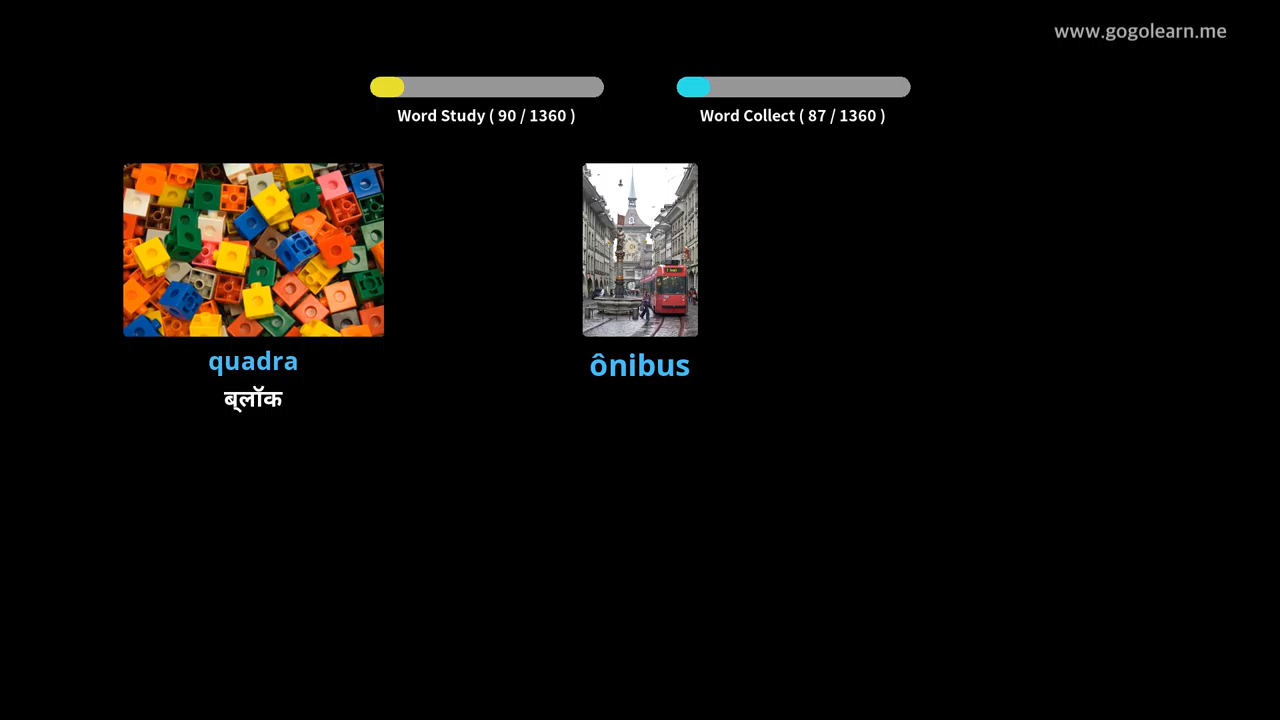 www.gogolearn.me
Word Study ( 90 / 1360 )
Word Collect ( 87 / 1360 )
quadra
ब्लॉक
ônibus